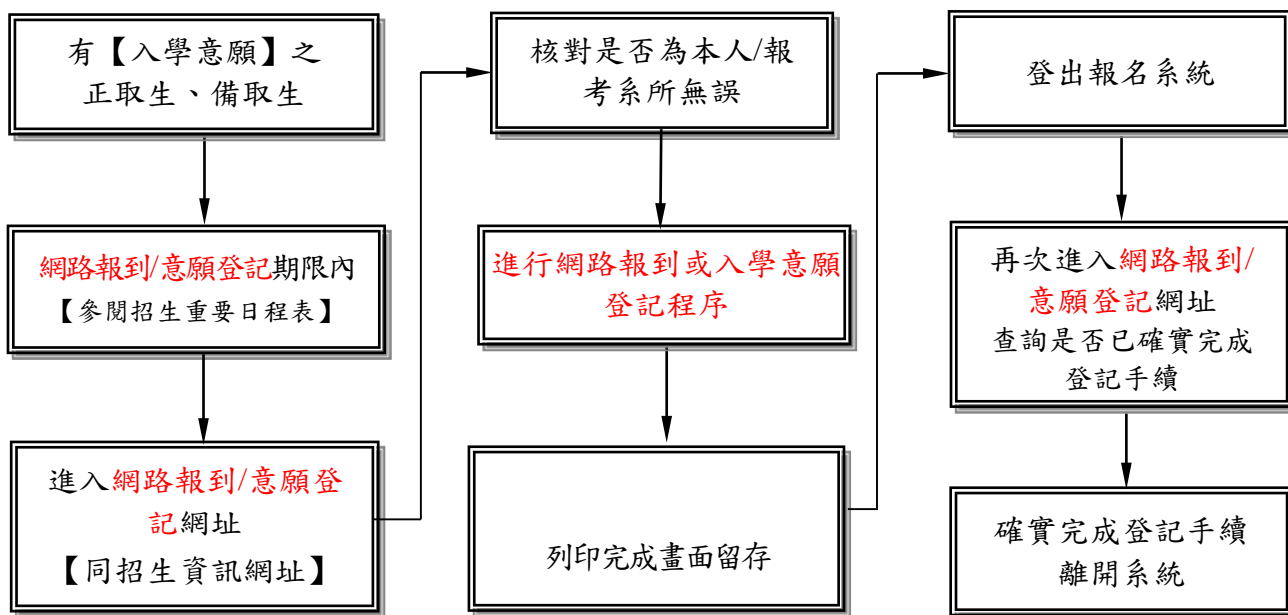 有【入學意願】之
正取生、備取生
網路報到/意願登記期限內
【參閱招生重要日程表】
進入網路報到/意願登
記網址
【同招生資訊網址】
核對是否為本人/報
考系所無誤
進行網路報到或入學意願
登記程序
列印完成畫面留存
登出報名系統
再次進入網路報到/
意願登記網址
查詢是否已確實完成
登記手續
確實完成登記手續
離開系統